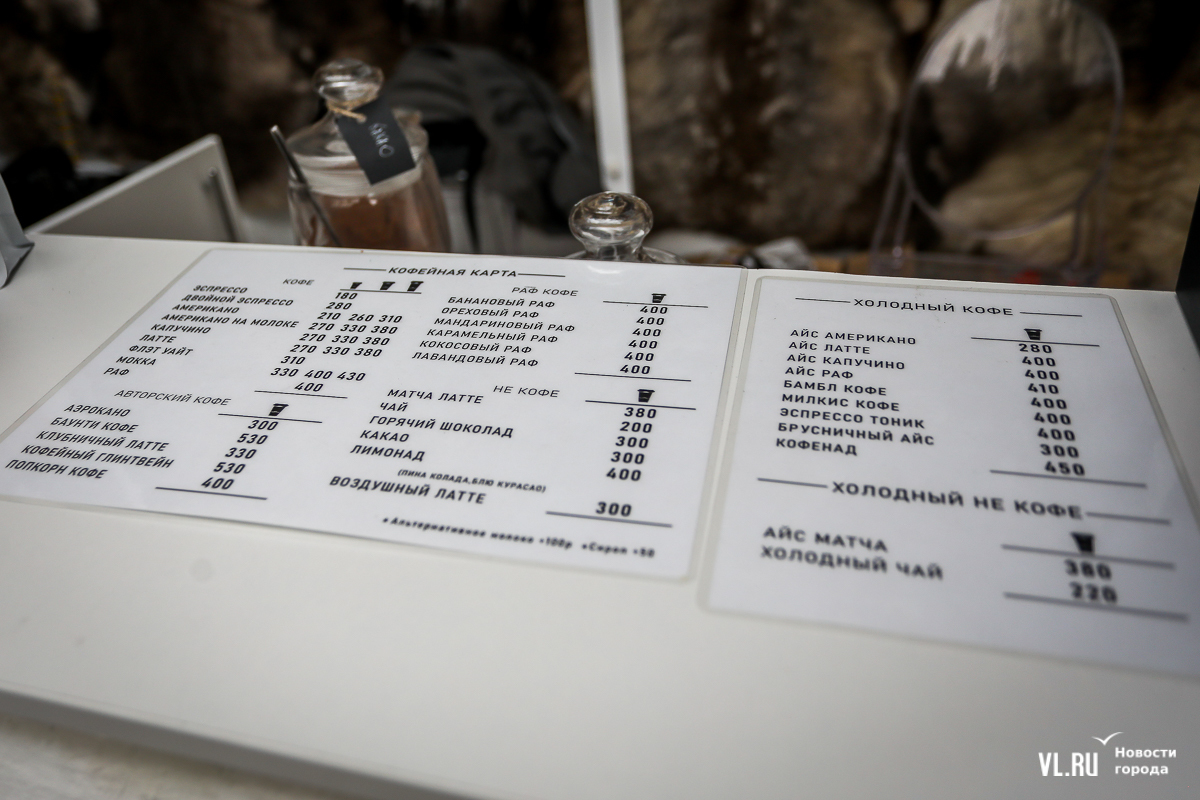 КОФЕЙНАЯ КАРТА
КОФЕ
ЭСПРЕССО 180
ДВОЙНОЙ ЭСПРЕССО 280
АМЕРИКАНО 210 260 310
АМЕРИКАНО НА МОЛОКЕ 270 330 380
КАПУЧИНО 270 330 380
ЛАТТЕ 270 330 380
ФЛЭТ УАЙТ 310
МОККА 330 400 430
РАФ 400
АВТОРСКИЙ КОФЕ
АЭРОКАНО 300
БАУНТИ КОФЕ 530
КЛУБНИЧНЫЙ ЛАТТЕ 330
КОФЕЙНЫЙ ГЛИНТВЕЙН 530
ПОПКОРН КОФЕ 400
РАФ КОФЕ
БАНАНОВЫЙ РАФ 400
ОРЕХОВЫЙ РАФ 400
МАНДАРИНОВЫЙ РАФ 400
КАРАМЕЛЬНЫЙ РАФ 400
КОКОСОВЫЙ РАФ 400
ЛАВАНДОВЫЙ РАФ 400
НЕ КОФЕ
МАТЧА ЛАТТЕ 380
ЧАЙ 200
ГОРЯЧИЙ ШОКОЛАД 300
КАКАО 300
ЛИМОНАД 400
(ПИНА КОЛАДА,БЛЮ КУРАСАО)
ВОЗДУШНЫЙ ЛАТТЕ 300
*Альтернативное молоко +100р *Сироп +50
ХОЛОДНЫЙ КОФЕ
АЙС АМЕРИКАНО 280
АЙС ЛАТТЕ 400
АЙС КАПУЧИНО 400
АЙС РАФ 410
БАМБЛ КОФЕ 400
МИЛКИС КОФЕ 400
ЭСПРЕССО ТОНИК 400
БРУСНИЧНЫЙ АЙС 300
КОФЕНАД 450
ХОЛОДНЫЙ НЕ КОФЕ
АЙС МАТЧА 380
ХОЛОДНЫЙ ЧАЙ 220
VL.RU Новости
города